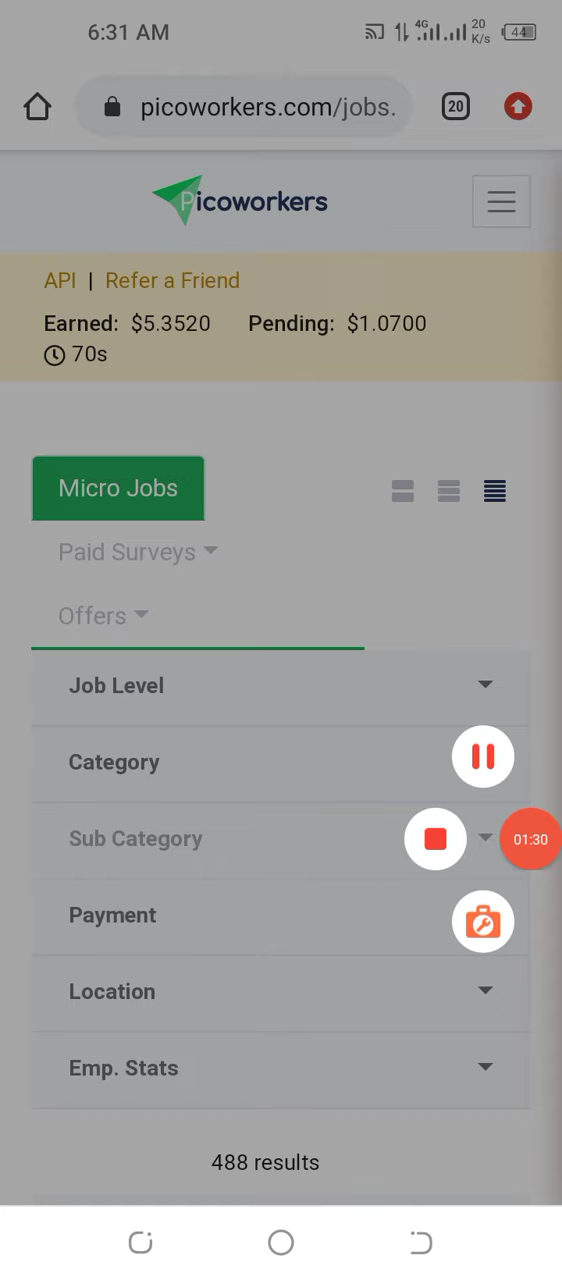 6:31 AM
4G
20
K/s
44
picoworkers.com/jobs.
20
Picoworkers
API | Refer a Friend
Earned: $5.3520 Pending: $1.0700
70s
Micro Jobs
Paid Surveys
Offers
Job Level
Category
Sub Category
01:30
Payment
Location
Emp. Stats
488 results